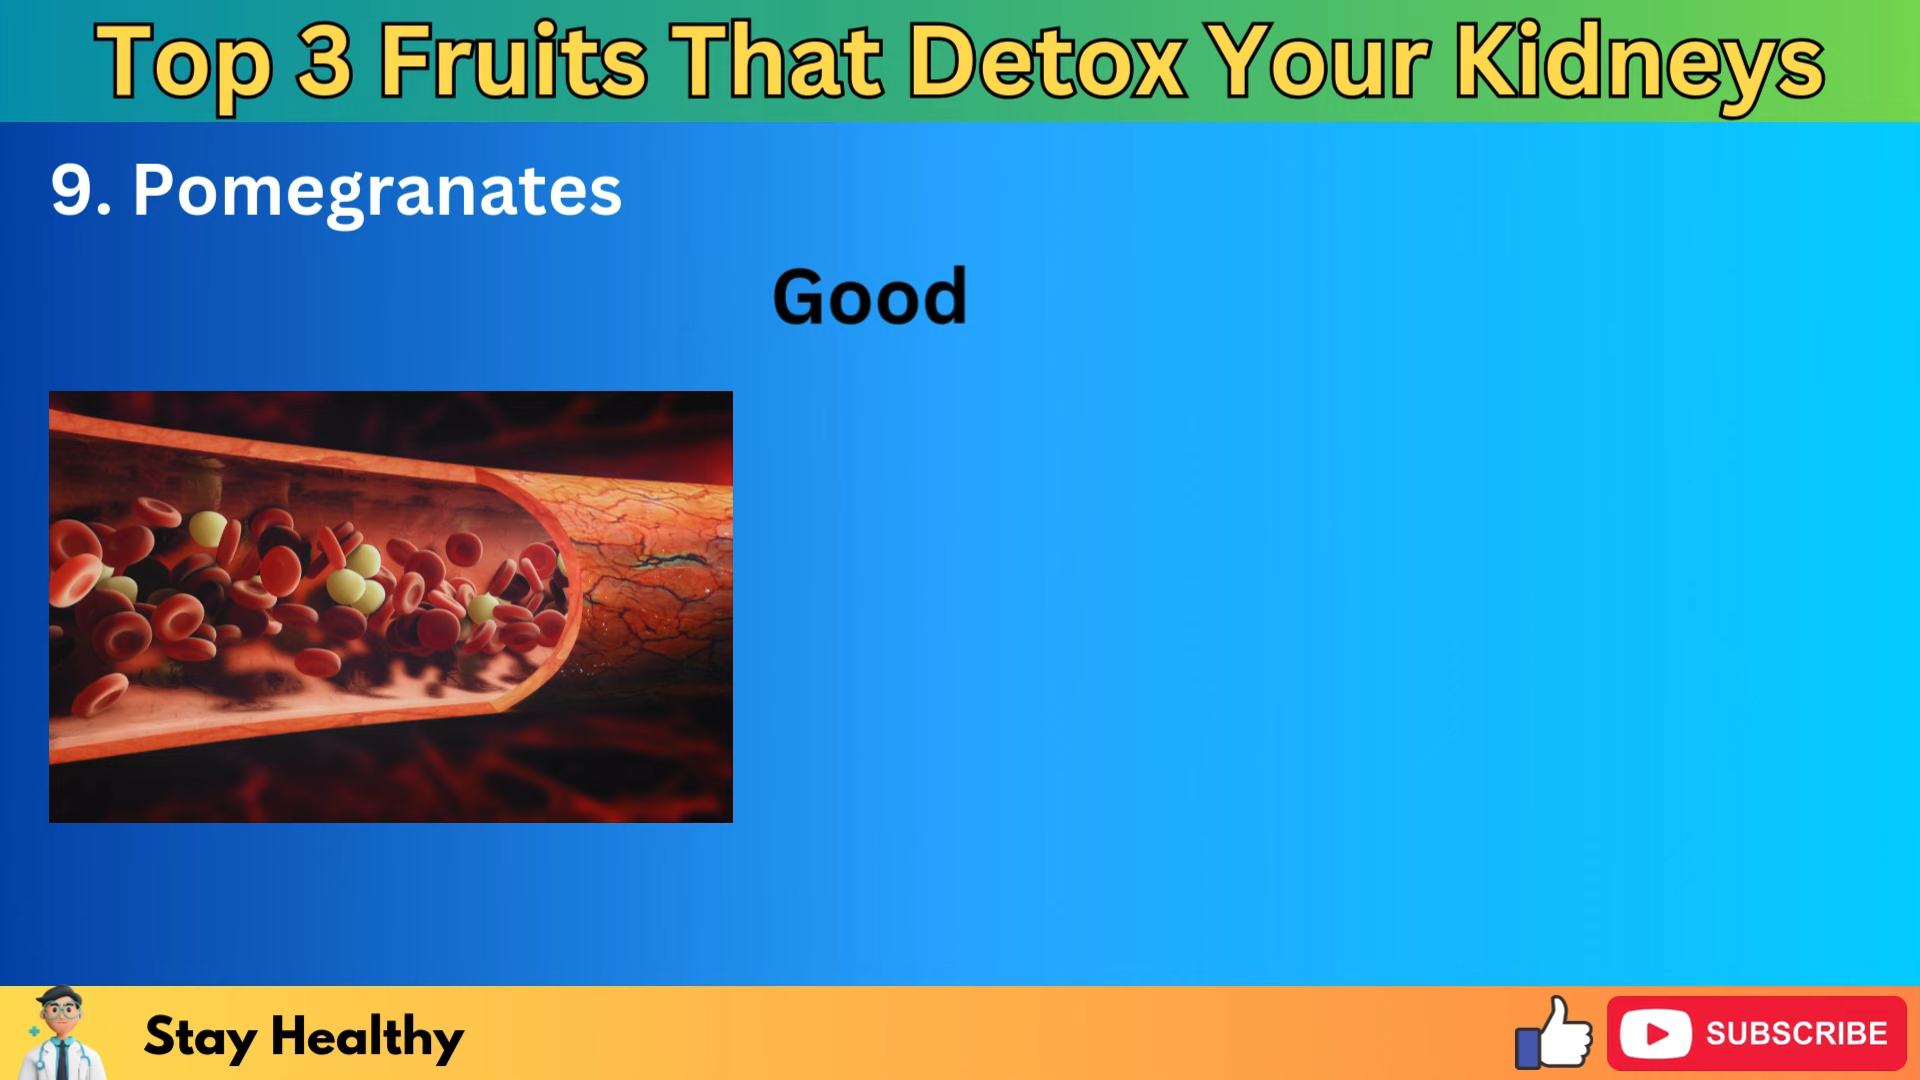 Top 3 Fruits That Detox Your Kidneys
9. Pomegranates
Good
Stay Healthy
SUBSCRIBE